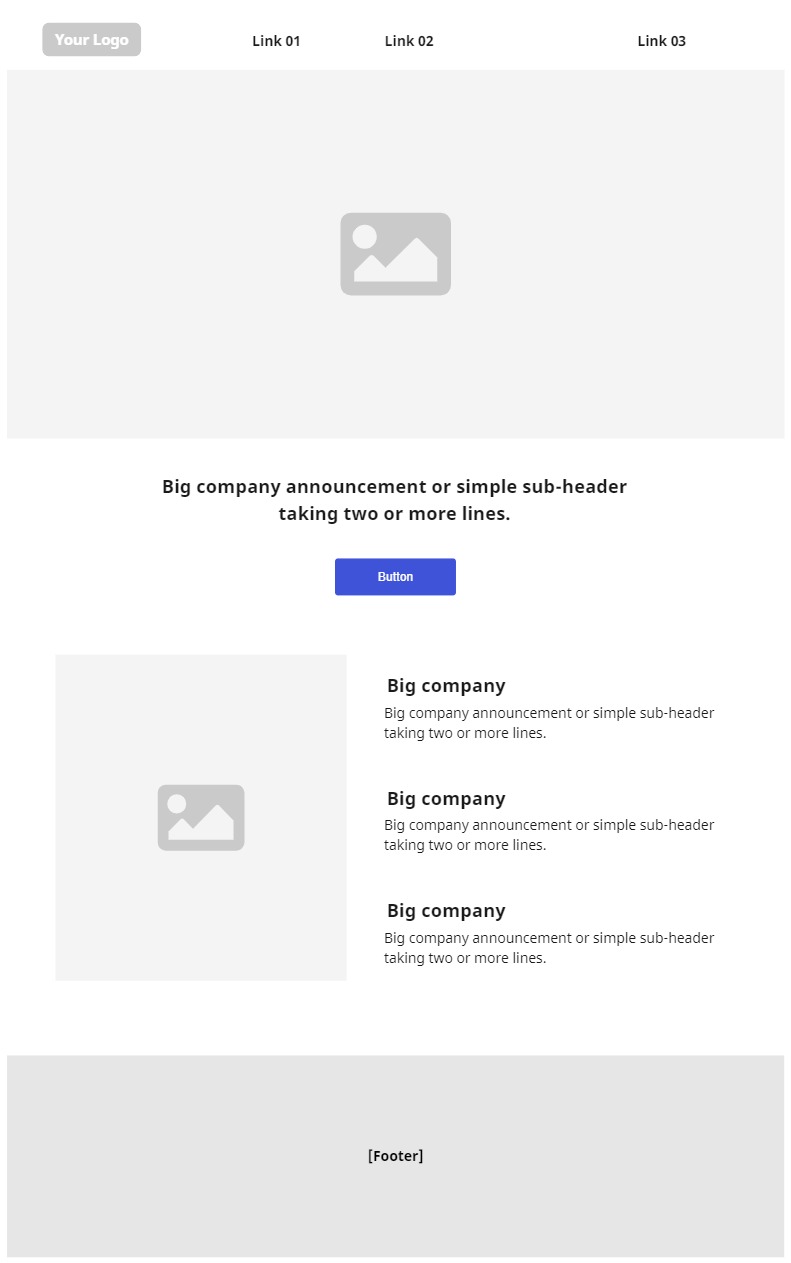 Your Logo
Link 01
Link 02
Link 03
Big company announcement or simple sub-header
taking two or more lines.
Button
Big company
Big company announcement or simple sub-header
taking two or more lines.
Big company
Big company announcement or simple sub-header
taking two or more lines.
Big company
Big company announcement or simple sub-header
taking two or more lines.
[Footer]